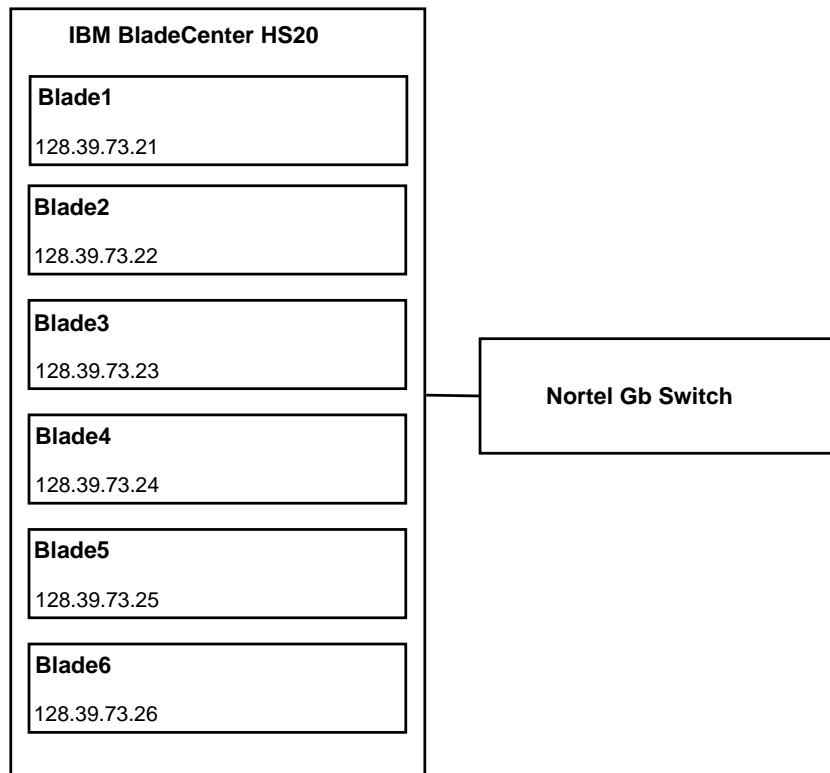 IBM BladeCenter HS20
Blade1
128.39.73.21
Blade2
128.39.73.22
Blade3
128.39.73.23
Blade4
128.39.73.24
Blade5
128.39.73.25
Blade6
128.39.73.26
Nortel Gb Switch